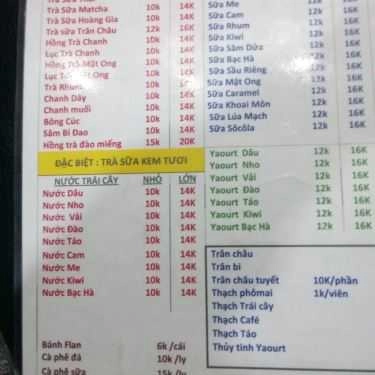 Trà Sữa Matcha 10k 14K
Trà Sữa Hoàng Gia 10k 14K
Trà sữa Trân Châu 12k 16K
Hồng Trà Chanh 10k 14K
Lục Trà Chanh 10k 14K
Hồng Trà Mật Ong 10k 14K
Lục Mật Ong 10k 14K
Trà Rhum 10k 14K
Chanh Dây 10k 14K
Chanh muối 10k 14K
Bông Cúc 10k 14K
Sâm Bí Đao 10k 14K
Hồng trà đào miếng 15k 20K
ĐẶC BIỆT : TRÀ SỮA KEM TƯƠI
NƯỚC TRÁI CÂY NHỎ LỚN
Nước Dâu 10k 14K
Nước Nho 10k 14K
Nước Vải 10k 14K
Nước Đào 10k 14K
Nước Táo 10k 14K
Nước Cam 10k 14K
Nước Me 10k 14K
Nước Kiwi 10k 14K
Nước Bạc Hà 10k 14K
Bánh Flan 6k /cái
Cà phê đá 10k /ly
Cà phê sữa 15k /ly
Sữa Me 12k 16K
Sữa Cam 12k 16K
Sữa Rhum 12k 16K
Sữa Kiwi 12k 16K
Sữa Sâm Dứa 12k 16K
Sữa Bạc Hà 12k 16K
Sữa Sầu Riêng 12k 16K
Sữa Mật Ong 12k 16K
Sữa Caramel 12k 16K
Sữa Khoai Môn 12k 16K
Sữa Lúa Mạch 12k 16K
Sữa Sôcôla 12k 16K
Yaourt Dâu 12k 16K
Yaourt Nho 12k 16K
Yaourt Vải 12k 16K
Yaourt Đào 12k 16K
Yaourt Táo 12k 16K
Yaourt Kiwi 12k 16K
Yaourt Bạc Hà 12k 16K
Trân châu
Trân bi
Trân châu tuyết 10K/phần
Thạch phômai 1k/viên
Thạch Trái cây
Thạch Café
Thạch Táo
Thủy tinh Yaourt